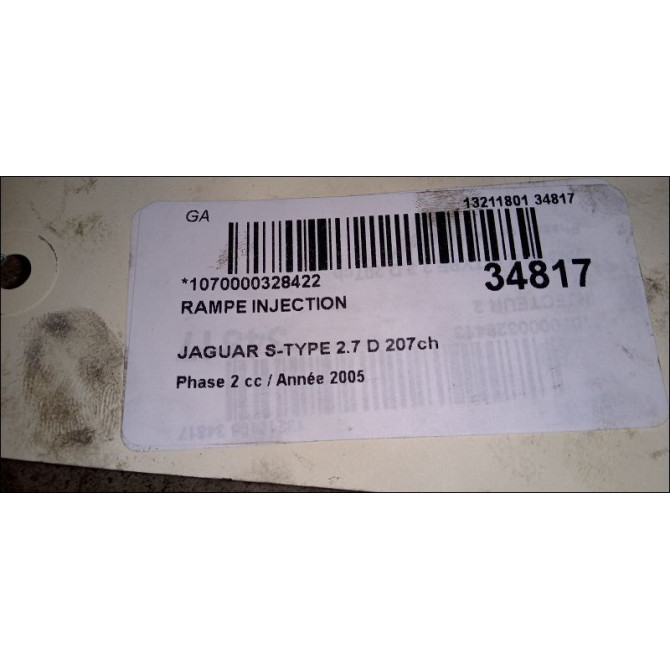 GA
13211801 34817
*1070000328422
34817
RAMPE INJECTION
JAGUAR S-TYPE 2.7 D 207ch
Phase 2 cc / Année 2005